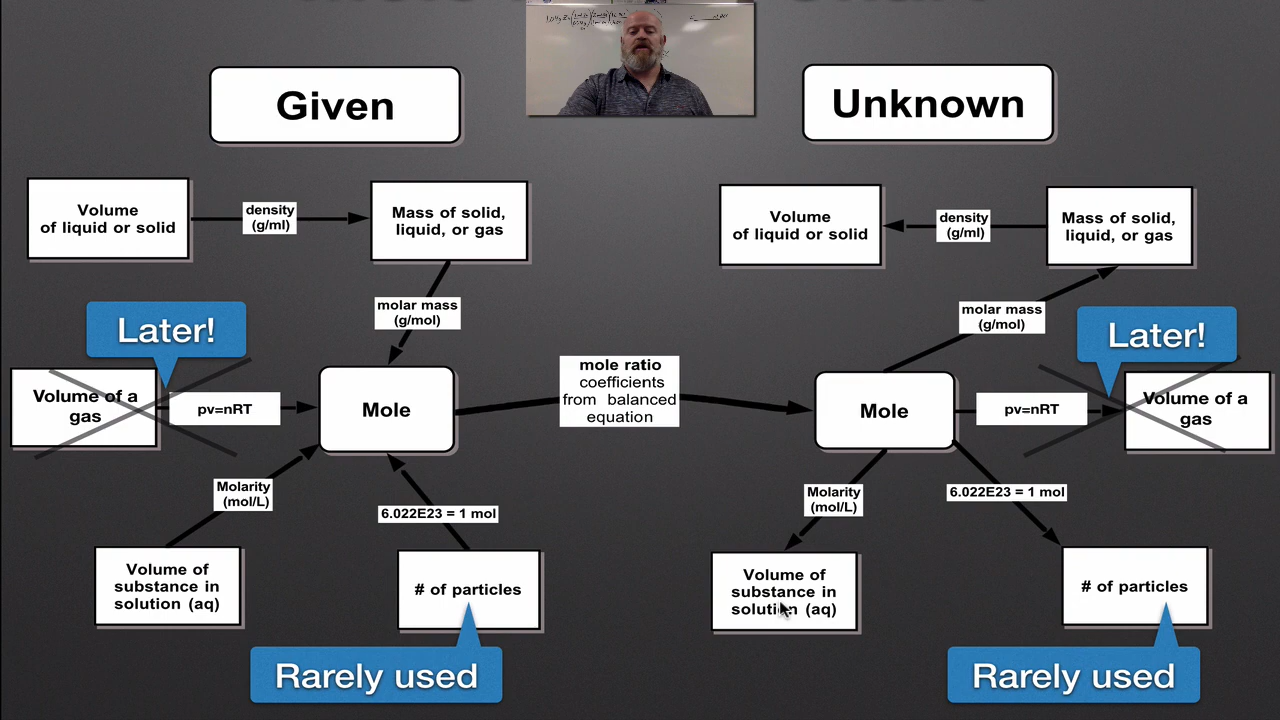 Given
Unknown
Volume
of liquid or solid
density
(g/ml)
Mass of solid,
liquid, or gas
Volume
of liquid or solid
density
(g/ml)
Mass of solid,
liquid, or gas
molar mass
(g/mol)
molar mass
(g/mol)
Later!
Later!
Volume of a
gas
pv=nRT
Mole
mole ratio
coefficients
from balanced
equation
Mole
pv=nRT
Volume of a
gas
Molarity
(mol/L)
6.022E23 = 1 mol
Molarity
(mol/L)
6.022E23 = 1 mol
Volume of
substance in
solution (aq)
# of particles
Volume of
substance in
solution (aq)
# of particles
Rarely used
Rarely used